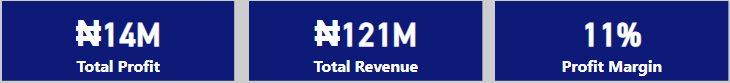 ₦14M
Total Profit
₦121M
Total Revenue
11%
Profit Margin